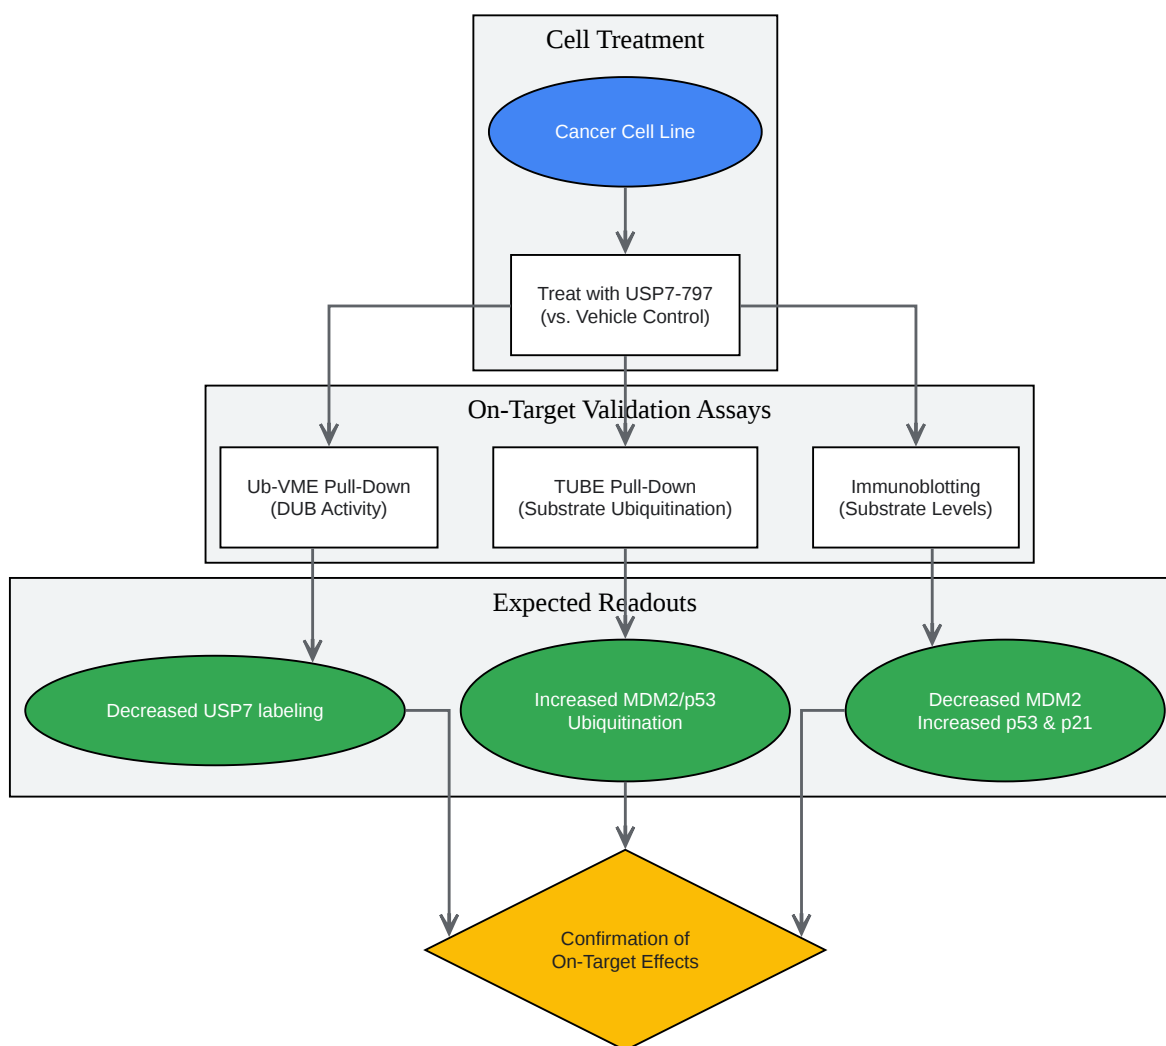 Cell Treatment
Cancer Cell Line
Treat with USP7-797
(vs. Vehicle Control)
On-Target Validation Assays
Ub-VME Pull-Down
(DUB Activity)
TUBE Pull-Down
(Substrate Ubiquitination)
Immunoblotting
(Substrate Levels)
Expected Readouts
Decreased USP7 labeling
Increased MDM2/p53
Ubiquitination
Decreased MDM2
Increased p53 & p21
Confirmation of
On-Target Effects